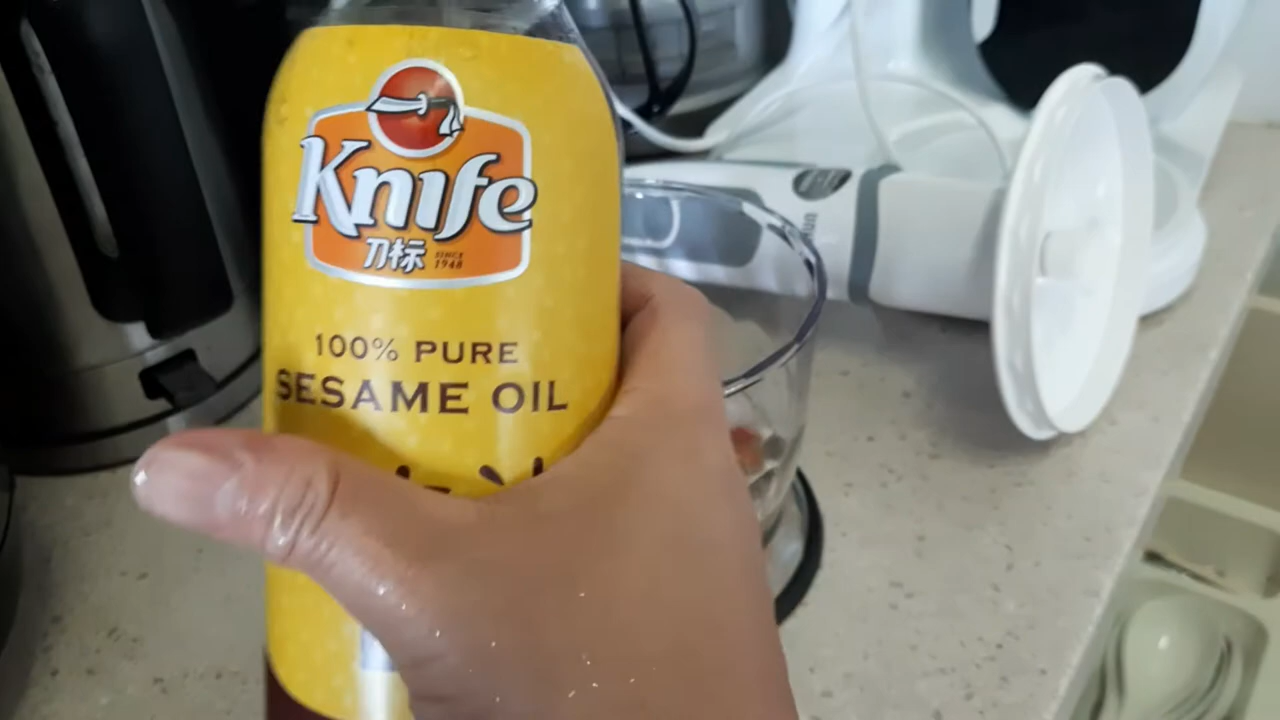 Knife
刀标 SINCE 1948
100% PURE
SESAME OIL